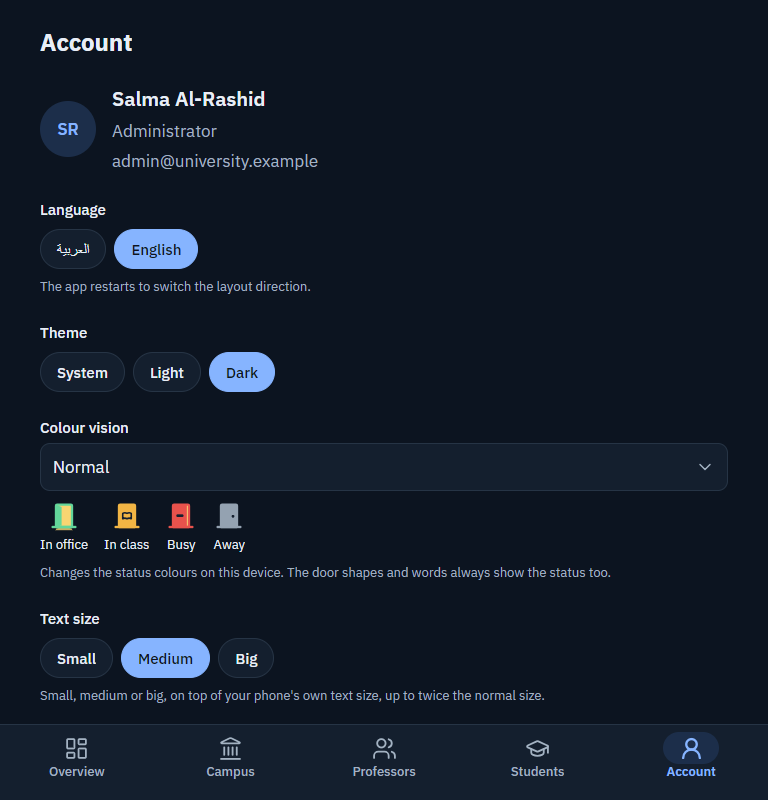 Account
SR
Salma Al-Rashid
Administrator
admin@university.example
Language
العربية
English
The app restarts to switch the layout direction.
Theme
System
Light
Dark
Colour vision
Normal
In office
In class
Busy
Away
Changes the status colours on this device. The door shapes and words always show the status too.
Text size
Small
Medium
Big
Small, medium or big, on top of your phone's own text size, up to twice the normal size.
Overview
Campus
Professors
Students
Account